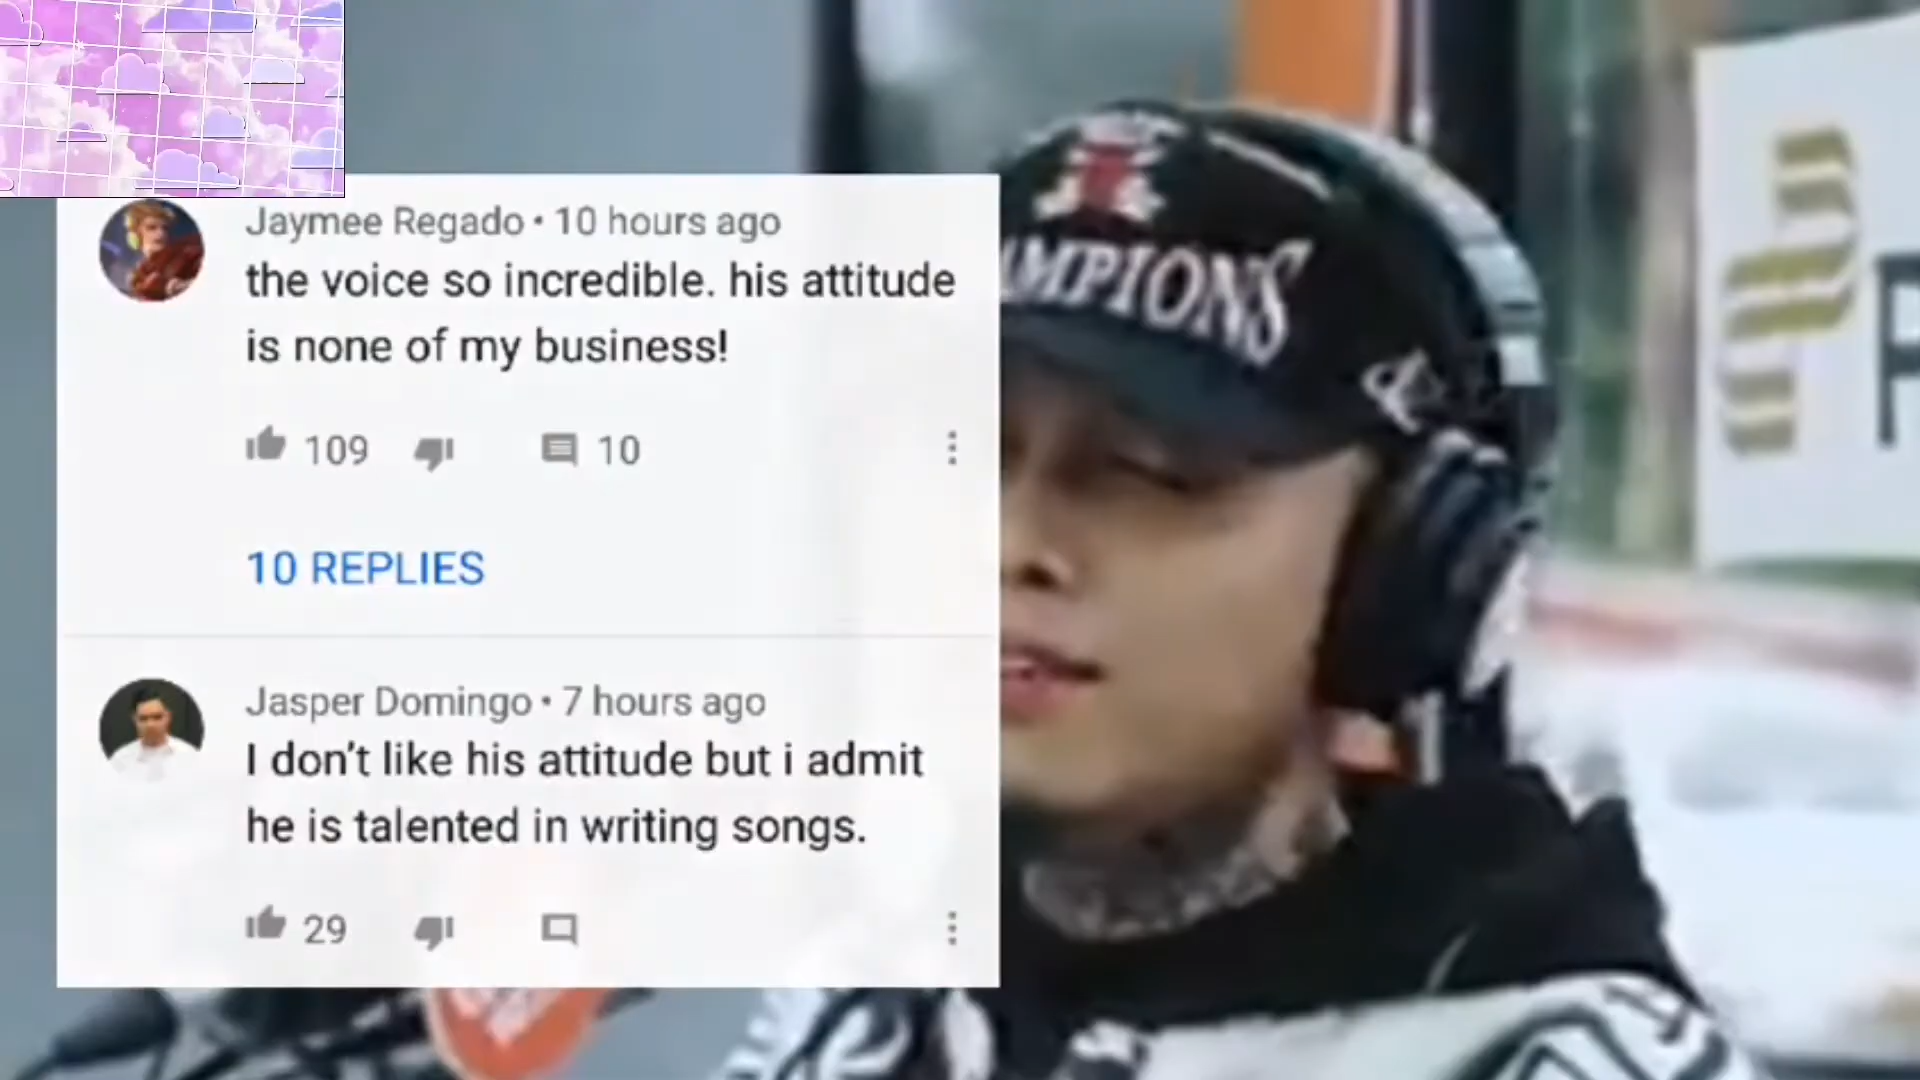 Jaymee Regado • 10 hours ago
the voice so incredible. his attitude
is none of my business!
109 10
10 REPLIES
Jasper Domingo • 7 hours ago
I don’t like his attitude but i admit
he is talented in writing songs.
29
AMPIONS